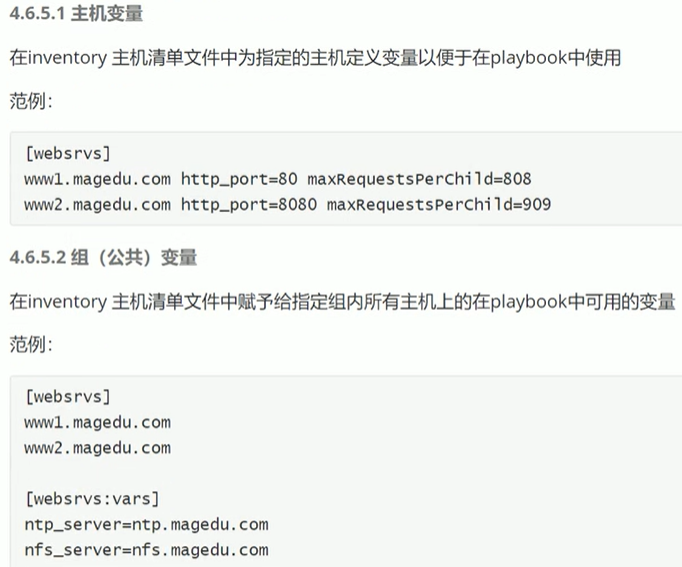 4.6.5.1 主机变量
在inventory 主机清单文件中为指定的主机定义变量以便于在playbook中使用
范例：
[websrvs]
www1.magedu.com http_port=80 maxRequestsPerChild=808
www2.magedu.com http_port=8080 maxRequestsPerChild=909
4.6.5.2 组（公共）变量
在inventory 主机清单文件中赋予给指定组内所有主机上的在playbook中可用的变量
范例：
[websrvs]
www1.magedu.com
www2.magedu.com
[websrvs:vars]
ntp_server=ntp.magedu.com
nfs_server=nfs.magedu.com